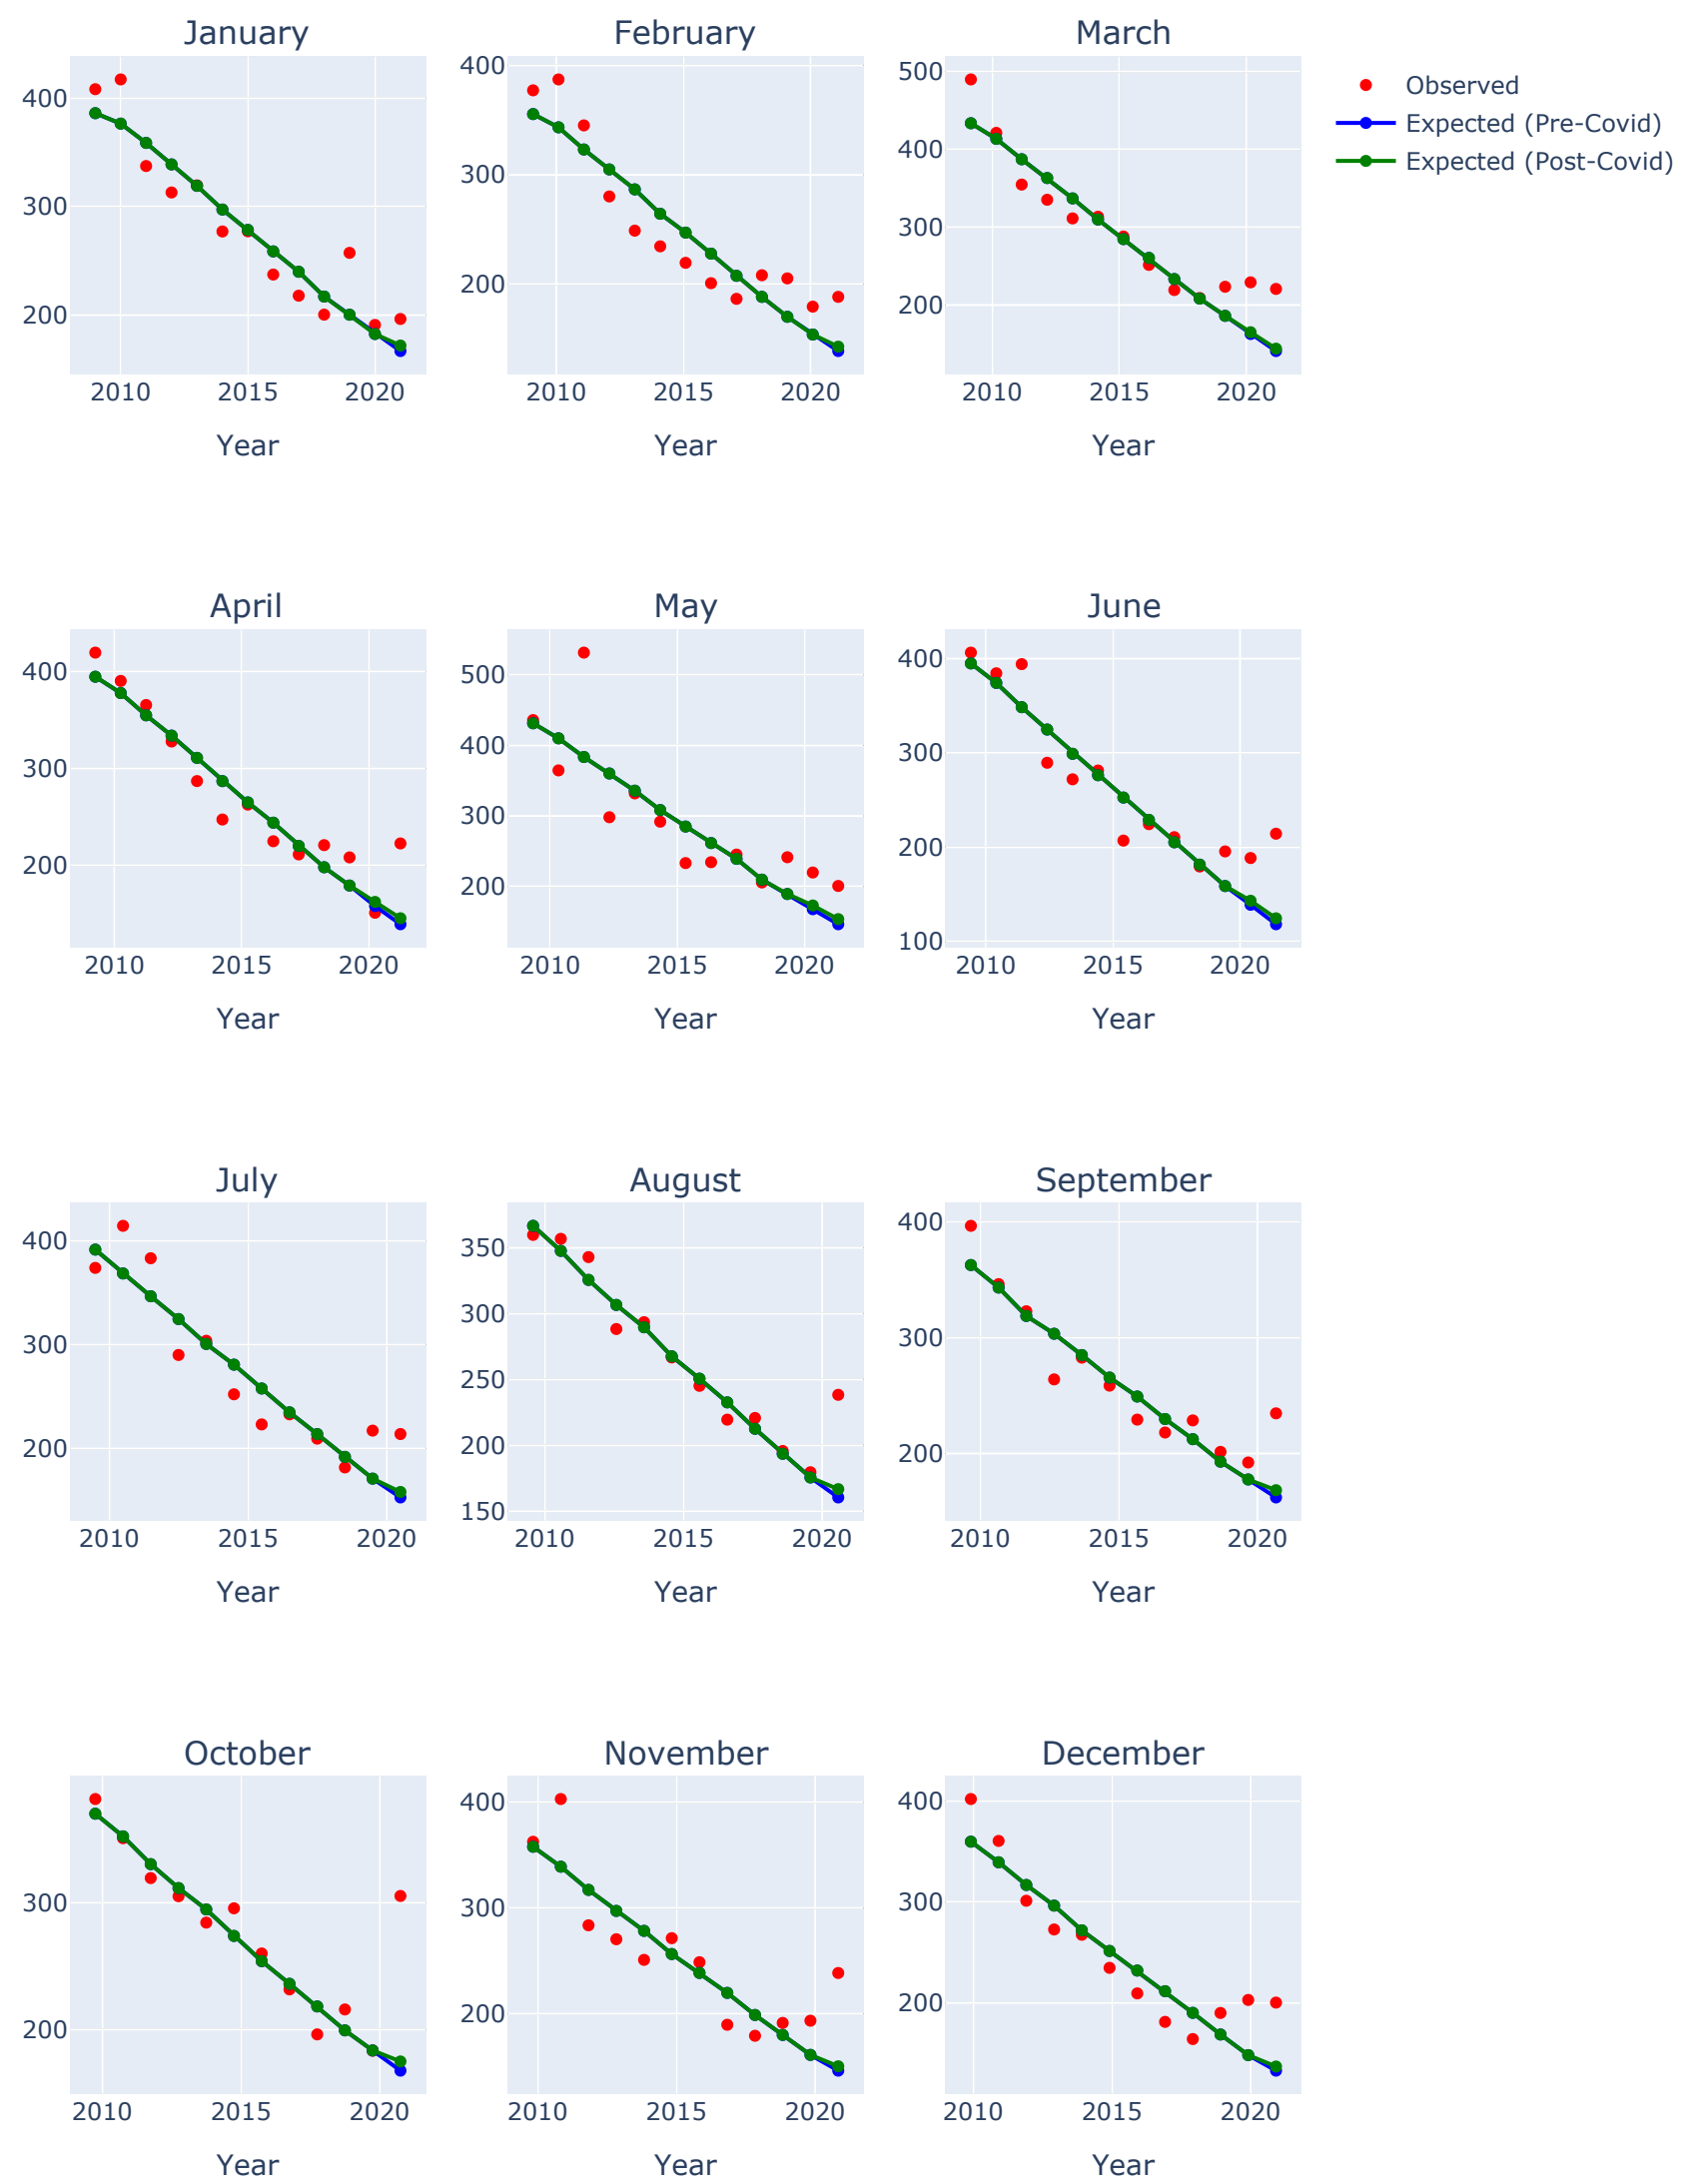 January
February
March
400
300
200
2010
2015
2020
Year
400
300
200
2010
2015
2020
Year
500
400
300
200
2010
2015
2020
Year
Observed
Expected (Pre-Covid)
Expected (Post-Covid)
April
May
June
400
300
200
2010
2015
2020
Year
500
400
300
200
2010
2015
2020
Year
400
300
200
100
2010
2015
2020
Year
July
August
September
400
300
200
2010
2015
2020
Year
350
300
250
200
150
2010
2015
2020
Year
400
300
200
2010
2015
2020
Year
October
November
December
300
200
2010
2015
2020
Year
400
300
200
2010
2015
2020
Year
400
300
200
2010
2015
2020
Year